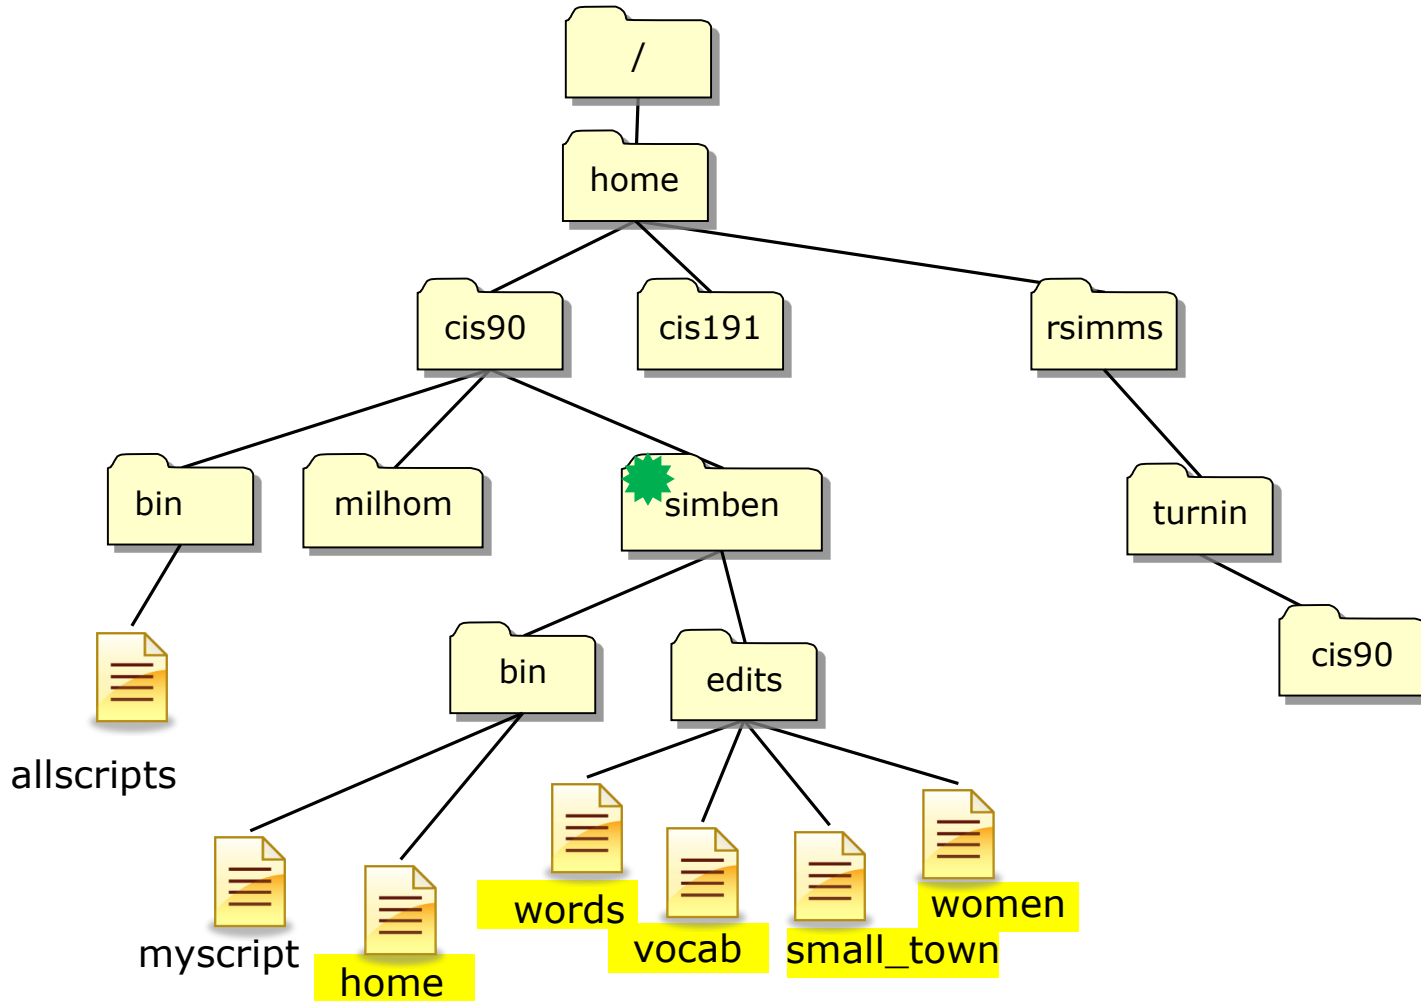 /
home
cis90
cis191
rsimms
bin
milhom
simben
turnin
bin
edits
cis90
allscripts
myscript
home
words
vocab
small_town
women